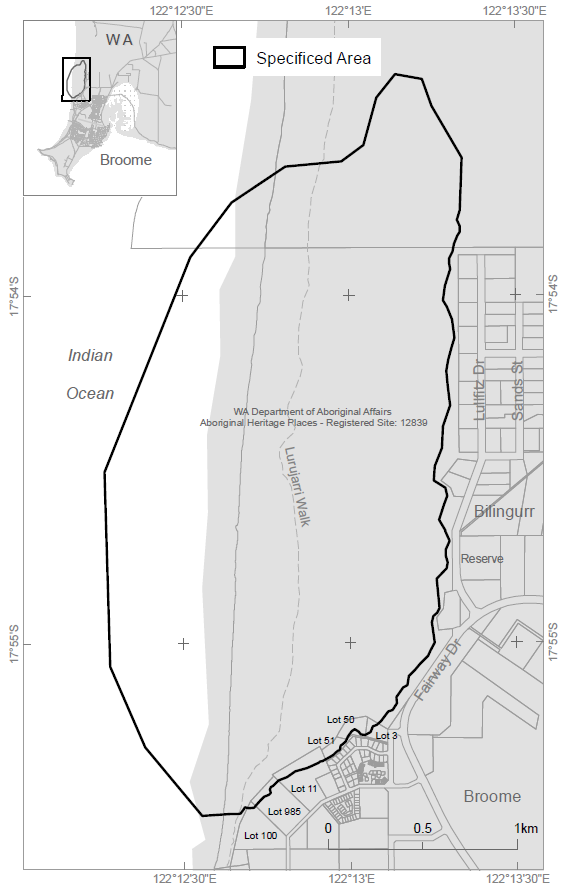 122°12'30"E
122°13'E
122°13'30"E
WA
Broome
Specificed Area
17°54'S
17°54'S
Indian
Ocean
Lullfitz Dr
Sands St
WA Department of Aboriginal Affairs
Aboriginal Heritage Places - Registered Site: 12839
Lurujarri Walk
Bilingurr
Reserve
17°55'S
17°55'S
Fairway Dr
Lot 50
Lot 51
Lot 3
Lot 11
Lot 985
Lot 100
Broome
0
0.5
1km
122°12'30"E
122°13'E
122°13'30"E